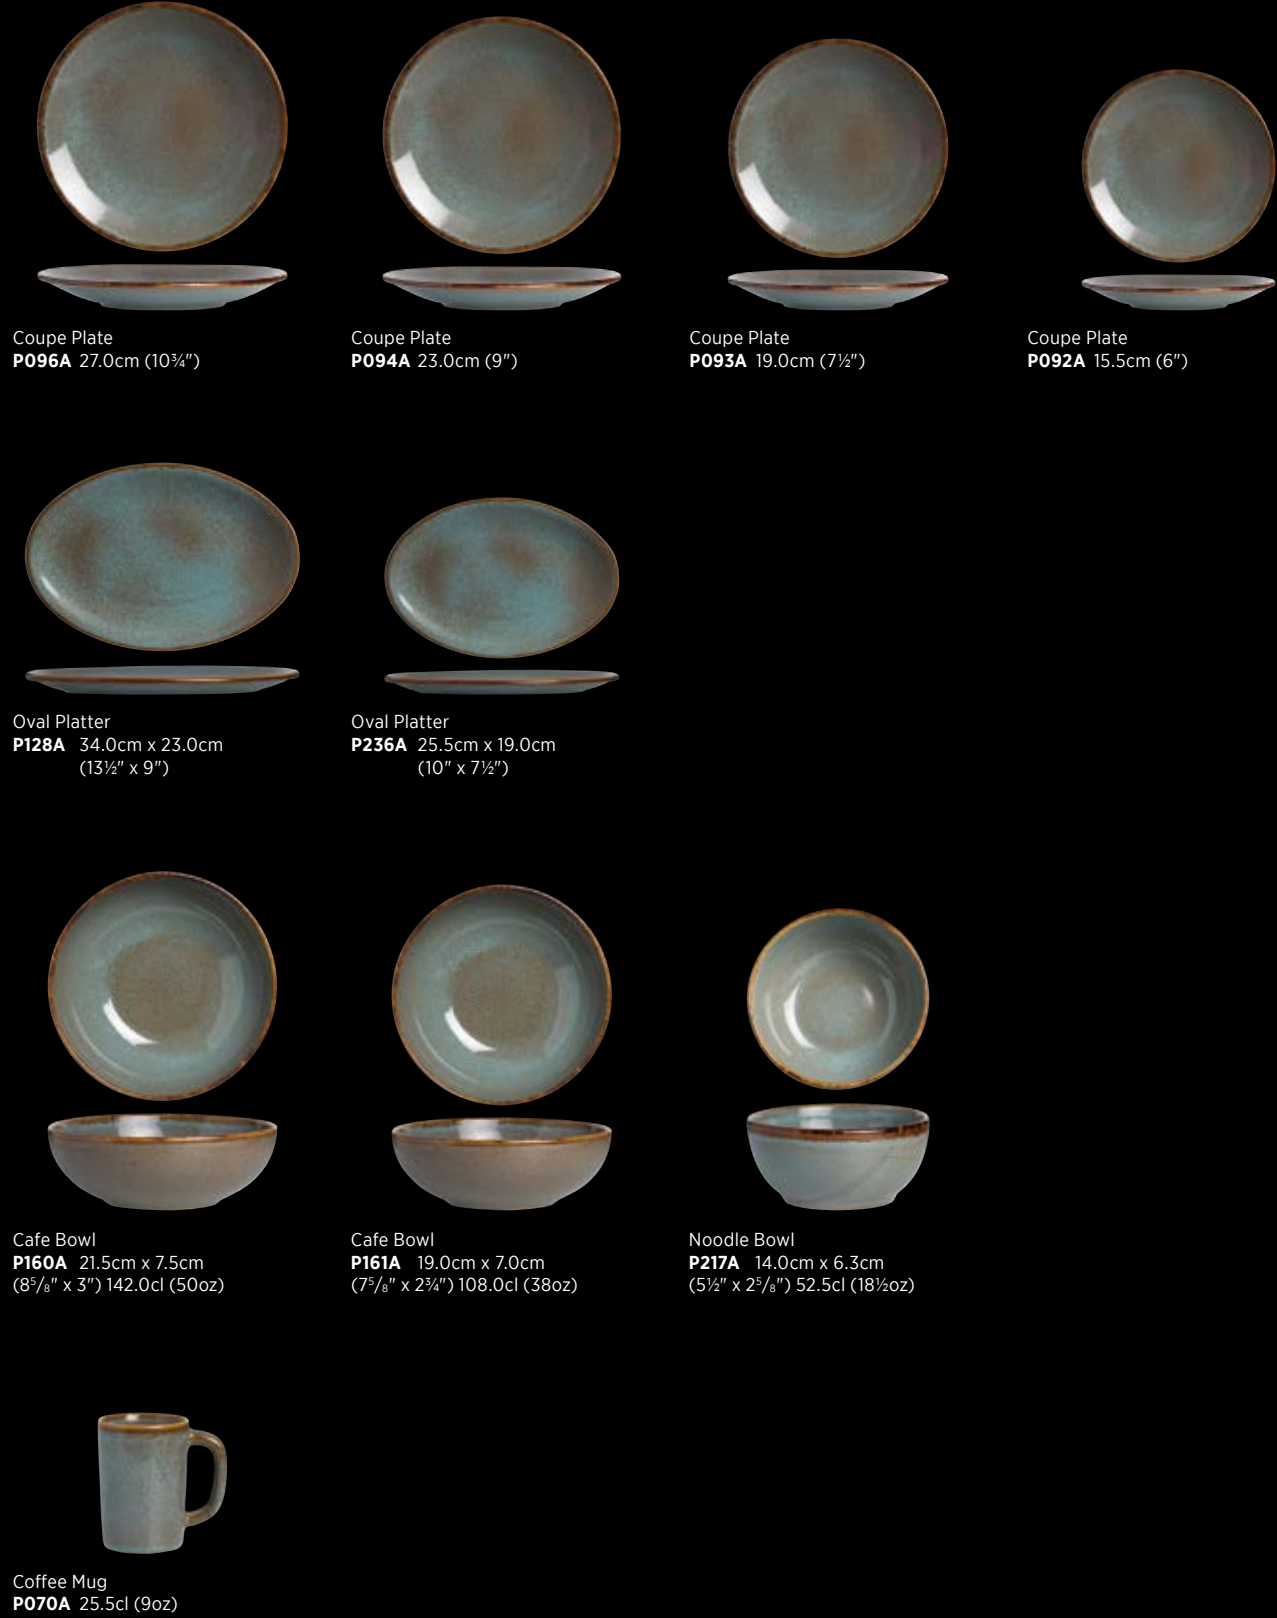 Coupe Plate
P096A 27.0cm (10¾")
Coupe Plate
P094A 23.0cm (9")
Coupe Plate
P093A 19.0cm (7½")
Coupe Plate
P092A 15.5cm (6")
Oval Platter
P128A 34.0cm x 23.0cm
(13½" x 9")
Oval Platter
P236A 25.5cm x 19.0cm
(10" x 7½")
Cafe Bowl
P160A 21.5cm x 7.5cm
(8⁵/₈" x 3") 142.0cl (50oz)
Cafe Bowl
P161A 19.0cm x 7.0cm
(7⁵/₈" x 2¾") 108.0cl (38oz)
Noodle Bowl
P217A 14.0cm x 6.3cm
(5½" x 2⁵/₈") 52.5cl (18½oz)
Coffee Mug
P070A 25.5cl (9oz)